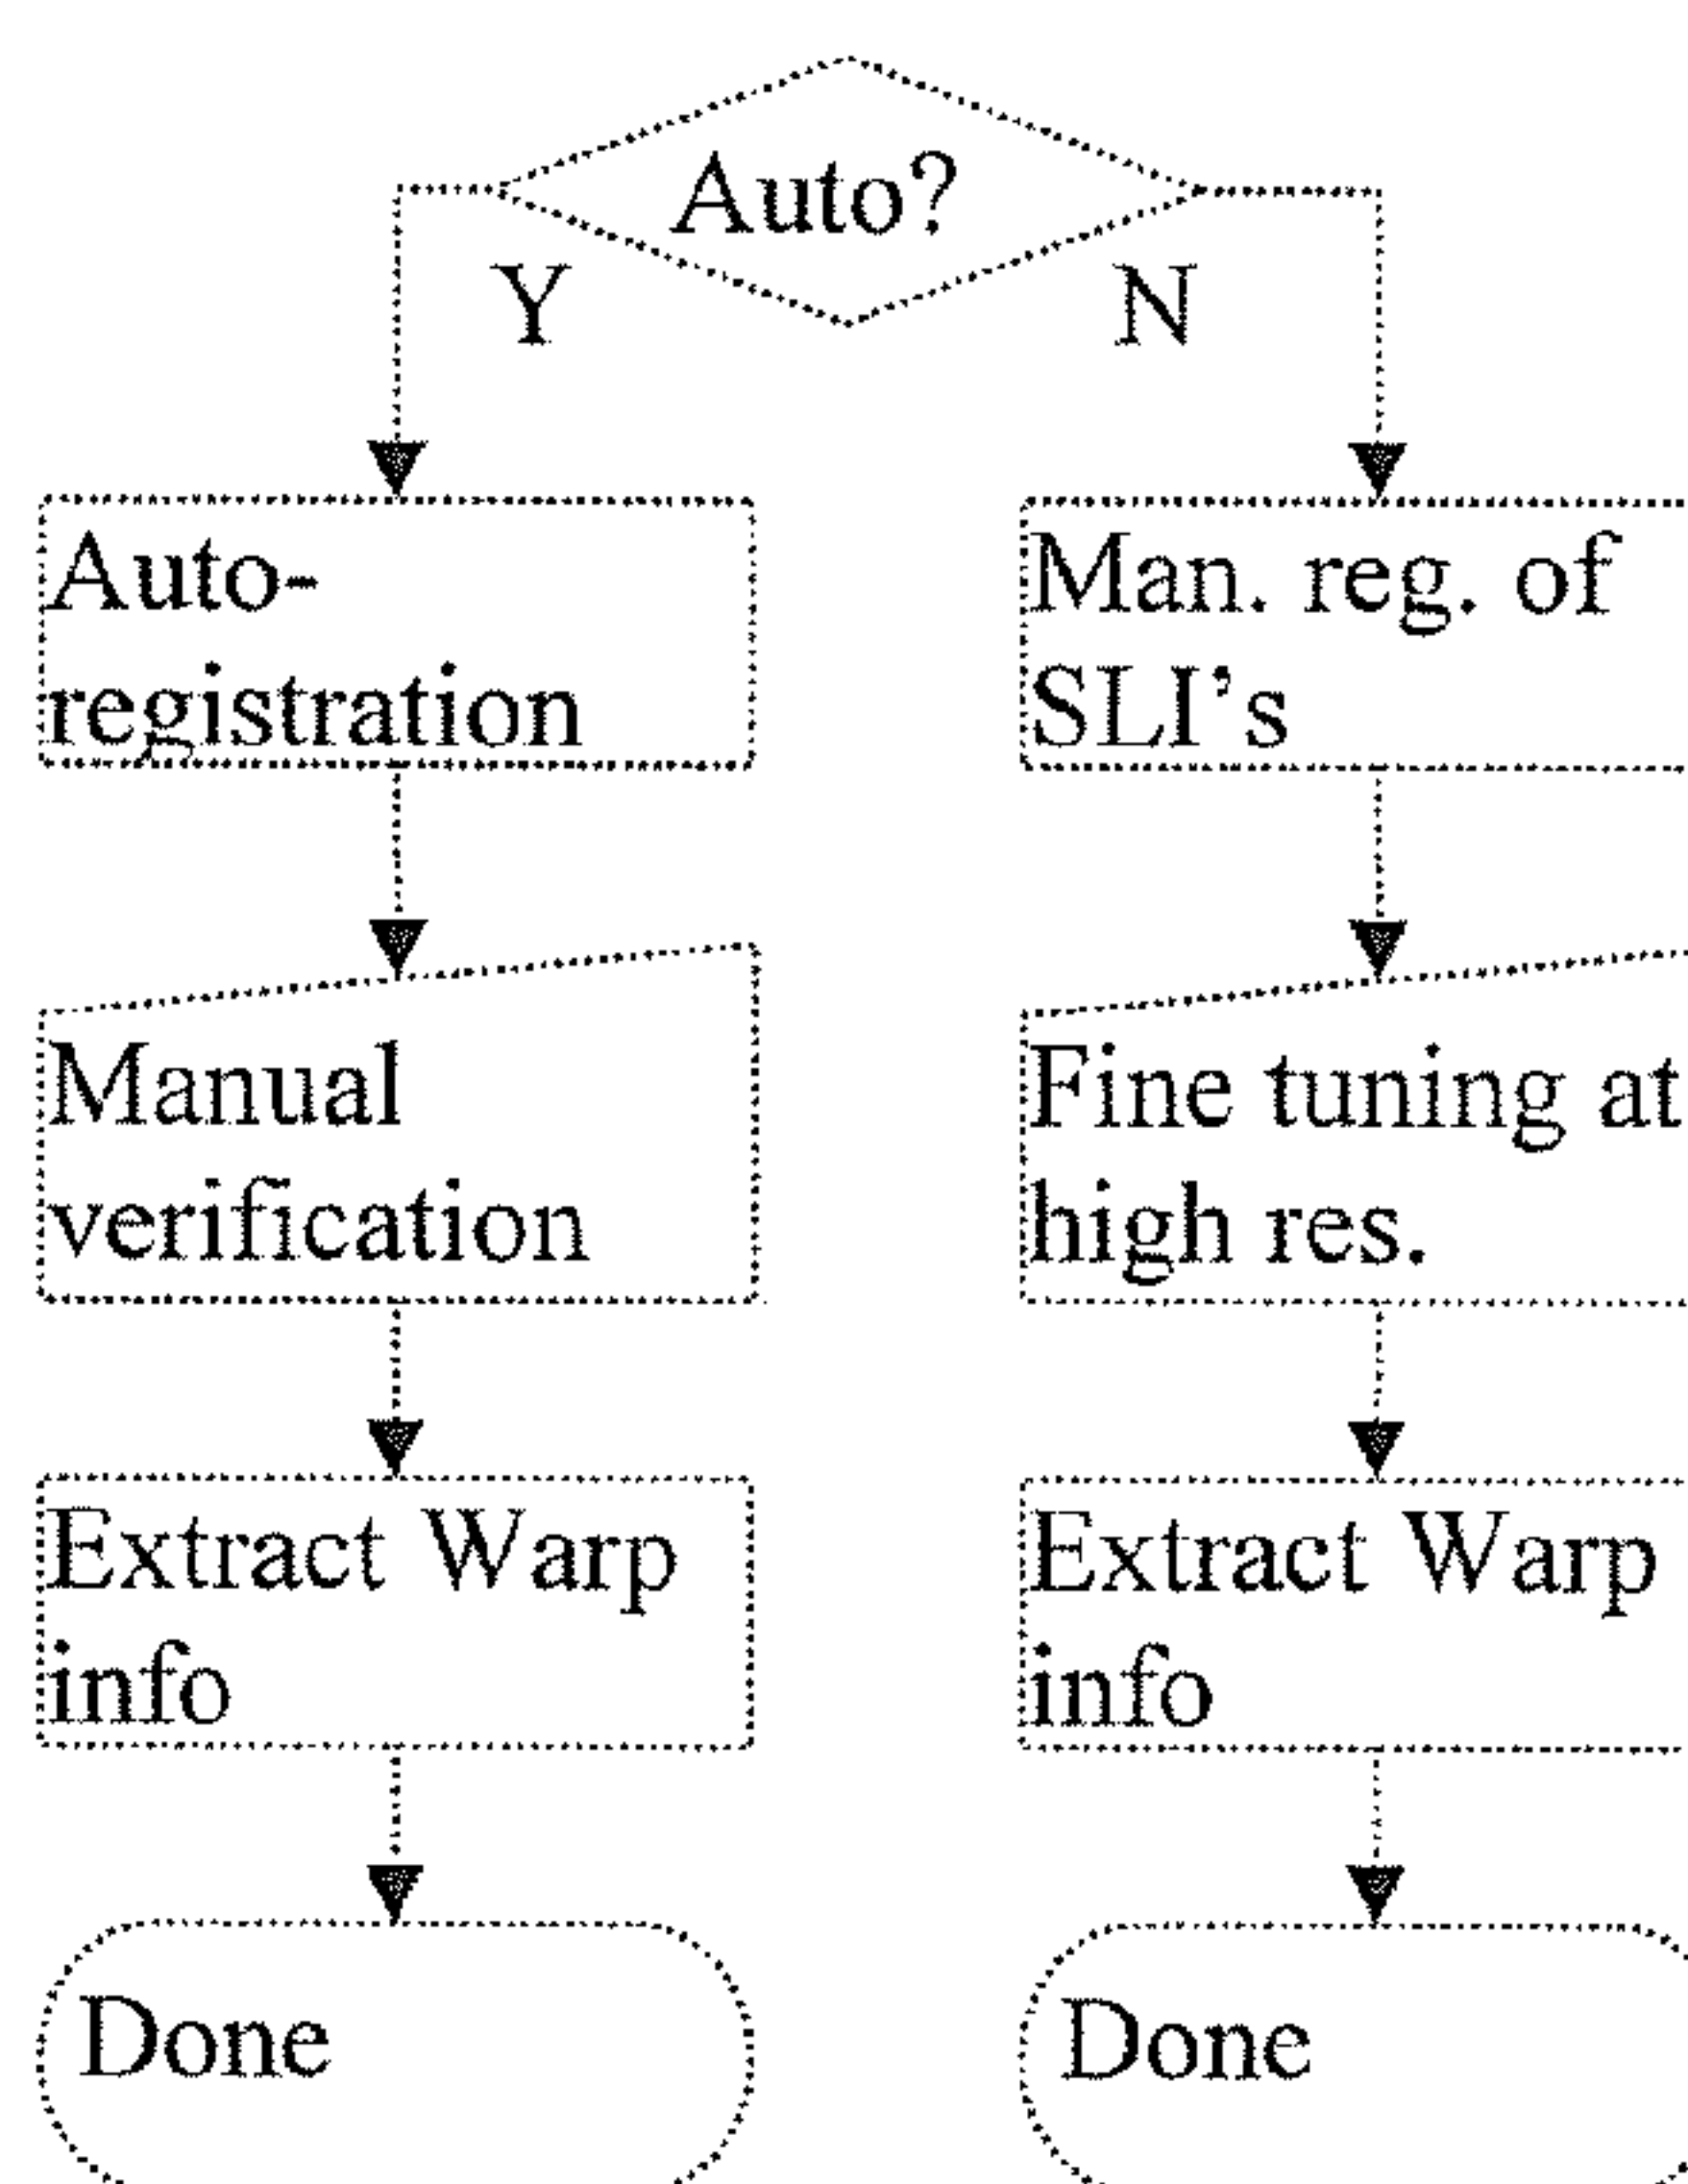 Auto?
Y
N
Auto-
registration
Man. reg. of
SLI's
Manual
verification
Fine tuning at
high res.
Extract Warp
info
Extract Warp
info
Done
Done